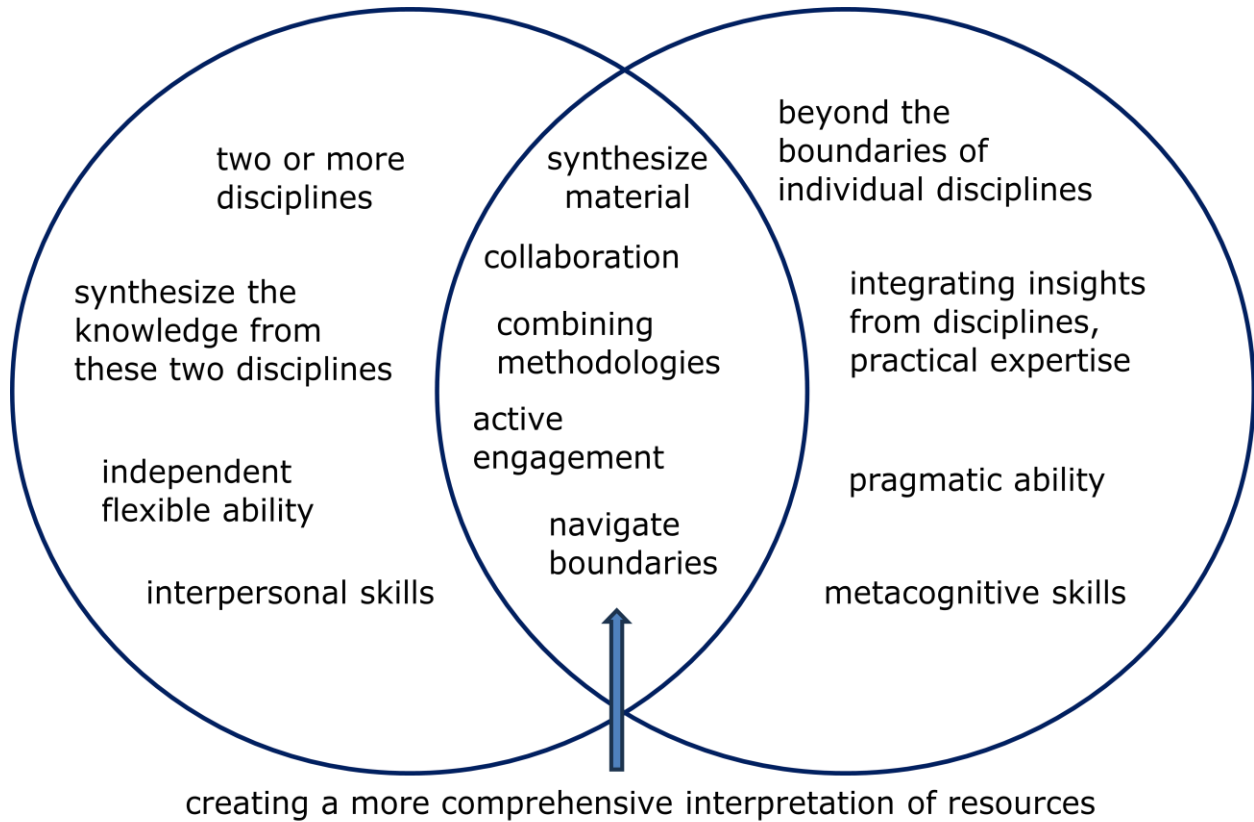 two or more
disciplines
synthesize the
knowledge from
these two disciplines
independent
flexible ability
interpersonal skills
synthesize
material
collaboration
combining
methodologies
active
engagement
navigate
boundaries
beyond the
boundaries of
individual disciplines
integrating insights
from disciplines,
practical expertise
pragmatic ability
metacognitive skills
creating a more comprehensive interpretation of resources